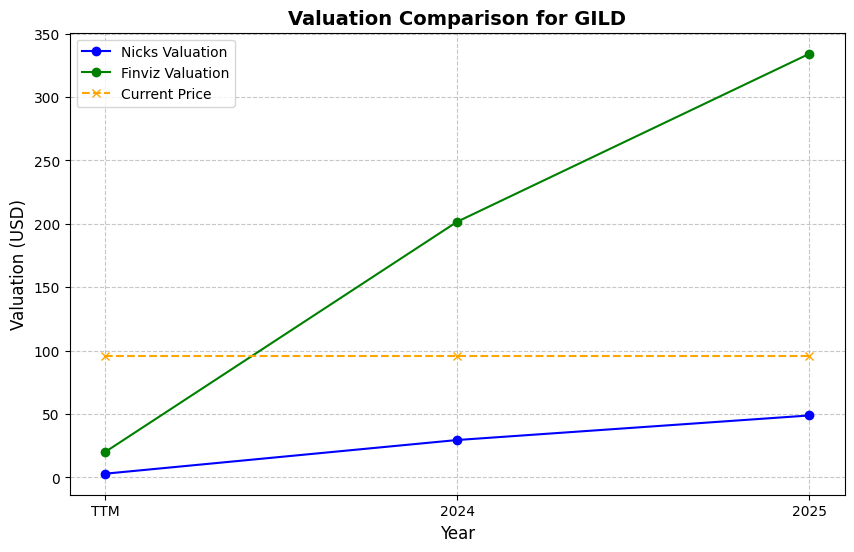 Valuation Comparison for GILD
Nicks Valuation
Finviz Valuation
Current Price
Valuation (USD)
350
300
250
200
150
100
50
0
TTM
2024
2025
Year